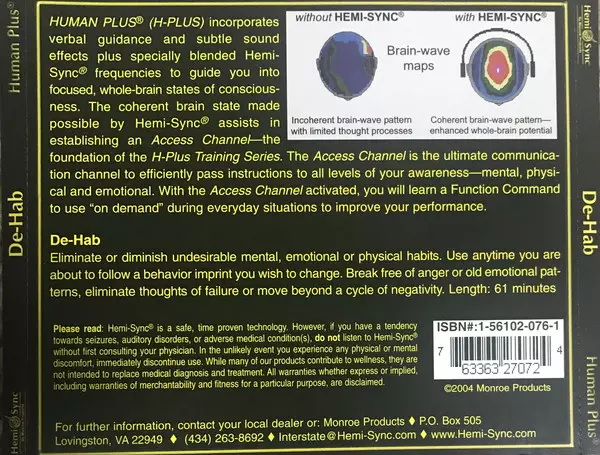 HUMAN PLUS® (H-PLUS) incorporates
verbal guidance and subtle sound
effects plus specially blended Hemi-
Sync® frequencies to guide you into
focused, whole-brain states of conscious-
ness. The coherent brain state made
possible by Hemi-Sync® assists in
establishing an Access Channel—the
foundation of the H-Plus Training Series. The Access Channel is the ultimate communica-
tion channel to efficiently pass instructions to all levels of your awareness—mental, physi-
cal and emotional. With the Access Channel activated, you will learn a Function Command
to use “on demand” during everyday situations to improve your performance.
without HEMI-SYNC®
with HEMI-SYNC®
Brain-wave
maps
Incoherent brain-wave pattern
with limited thought processes
Coherent brain-wave pattern—
enhanced whole-brain potential
De-Hab
Eliminate or diminish undesirable mental, emotional or physical habits. Use anytime you are
about to follow a behavior imprint you wish to change. Break free of anger or old emotional pat-
terns, eliminate thoughts of failure or move beyond a cycle of negativity. Length: 61 minutes
Please read: Hemi-Sync® is a safe, time proven technology. However, if you have a tendency
towards seizures, auditory disorders, or adverse medical condition(s), do not listen to Hemi-Sync®
without first consulting your physician. In the unlikely event you experience any physical or mental
discomfort, immediately discontinue use. While many of our products contribute to wellness, they are
not intended to replace medical diagnosis and treatment. All warranties whether express or implied,
including warranties of merchantability and fitness for a particular purpose, are disclaimed.
ISBN#:1-56102-076-1
7 63363 27072 4
©2004 Monroe Products
For further information, contact your local dealer or: Monroe Products ♦ P.O. Box 505
Lovingston, VA 22949 ♦ (434) 263-8692 ♦ Interstate@Hemi-Sync.com ♦ www.Hemi-Sync.com
Human Plus®
De-Hab
Hemi Sync
Hemi Sync
De-Hab
Human Plus®